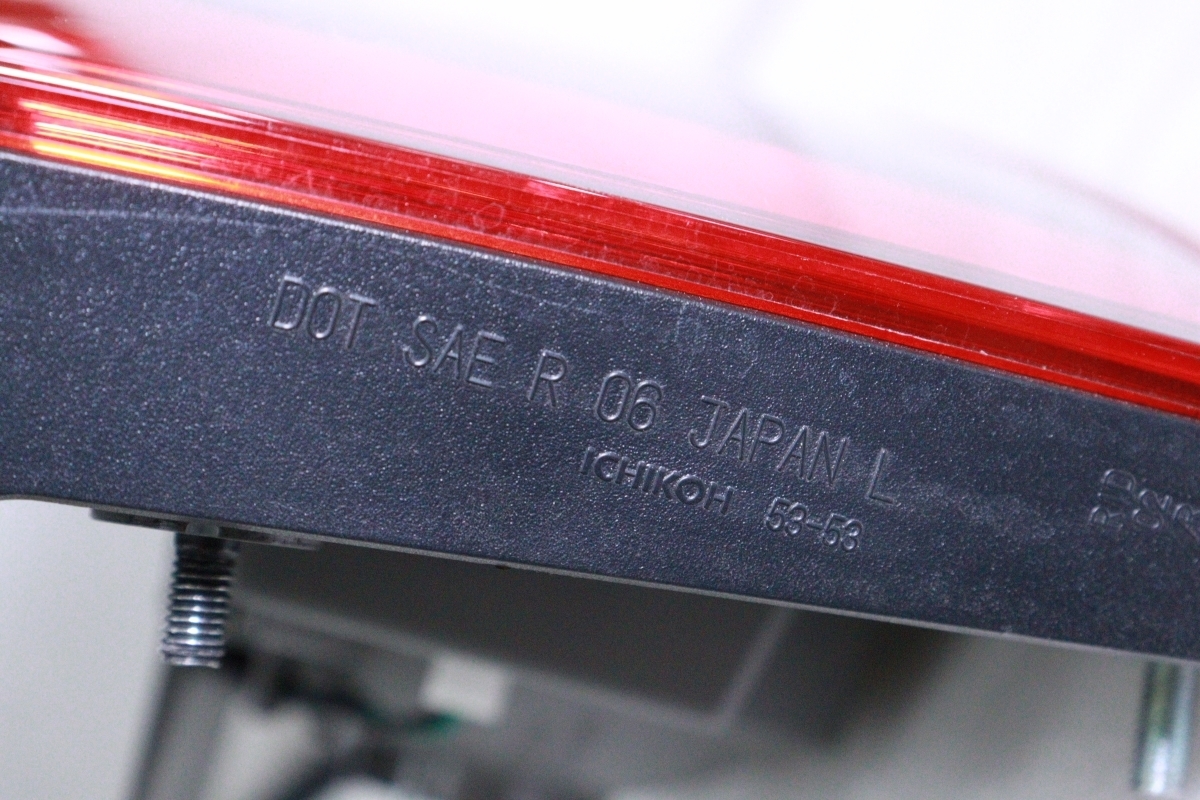 DOT SAE R 06 JAPAN L
ICHIKOH 53-53